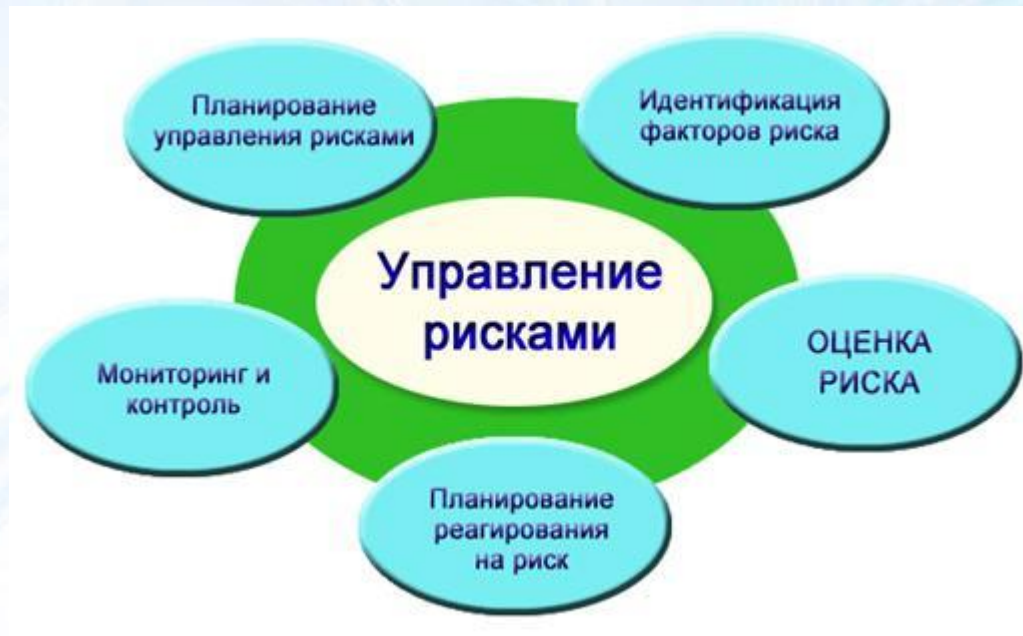 Планирование
управления рисками
Идентификация
факторов риска
Управление
рисками
ОЦЕНКА
РИСКА
Мониторинг и
контроль
Планирование
реагирования
на риск